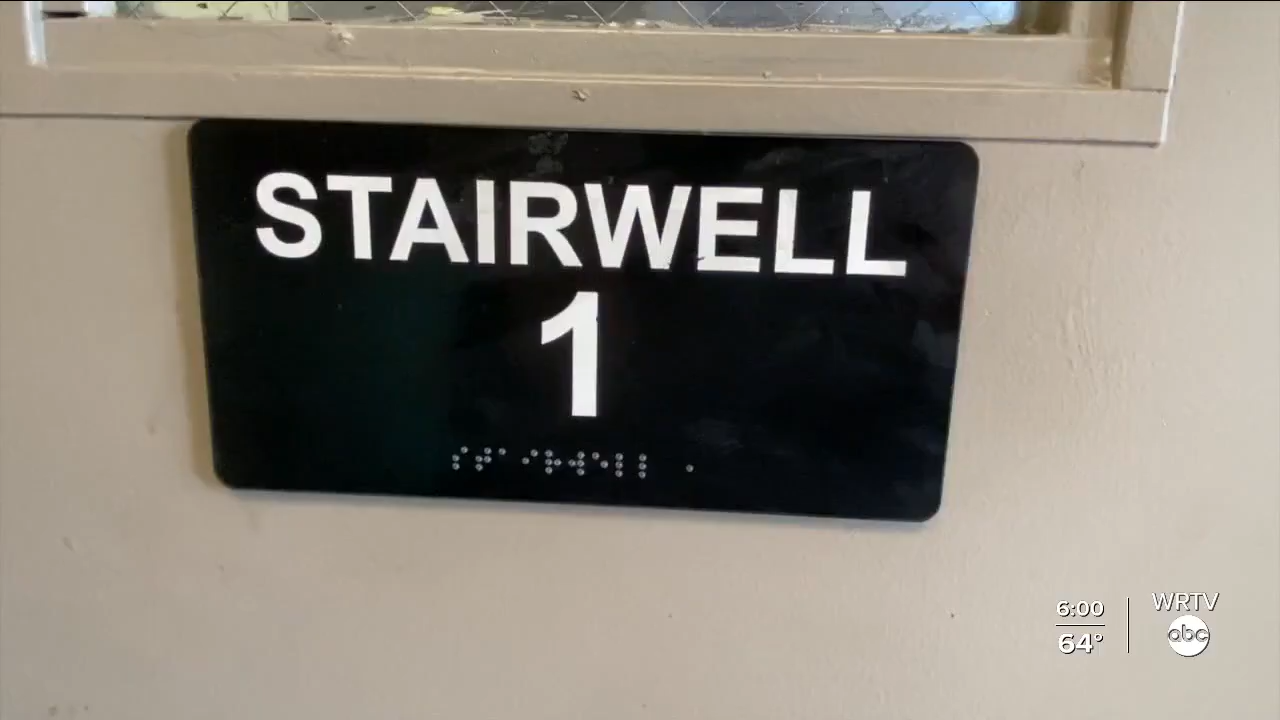 STAIRWELL
1
⠎⠞⠁⠊⠗⠺⠑⠇⠇ ⠁
6:00
64°
WRTV
abc